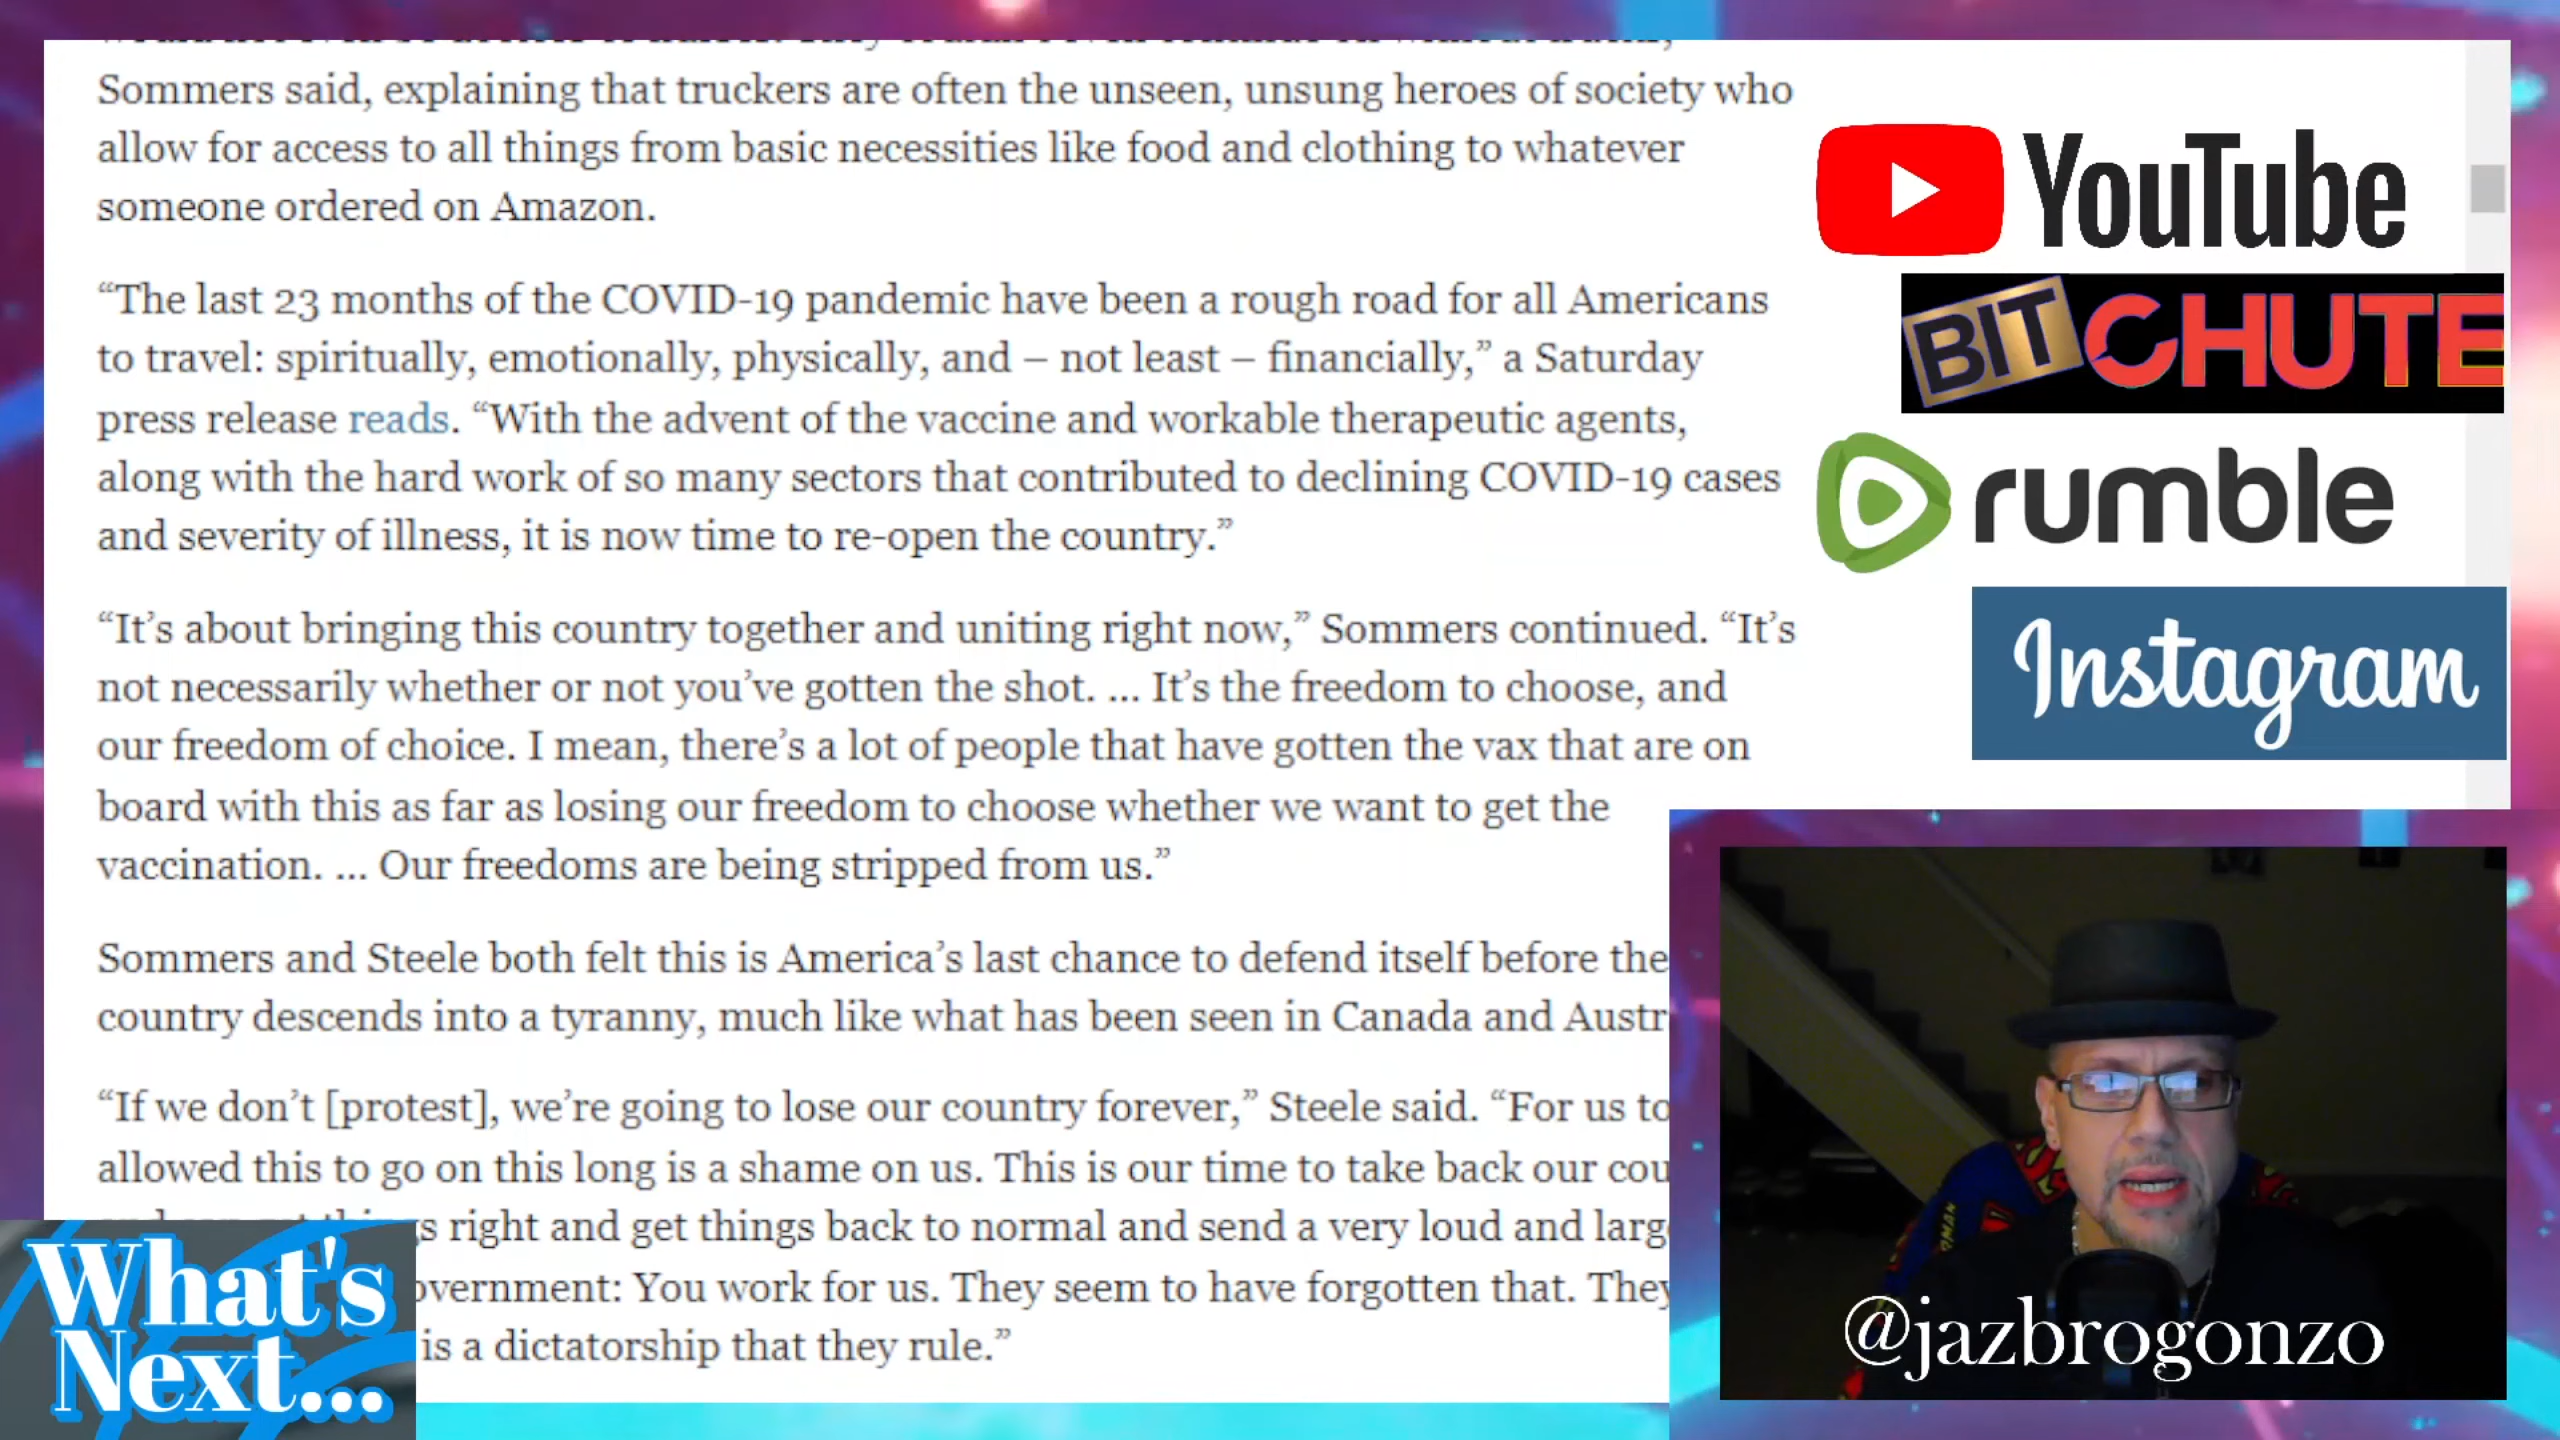 Sommers said, explaining that truckers are often the unseen, unsung heroes of society who
allow for access to all things from basic necessities like food and clothing to whatever
someone ordered on Amazon.
“The last 23 months of the COVID-19 pandemic have been a rough road for all Americans
to travel: spiritually, emotionally, physically, and – not least – financially,” a Saturday
press release reads. “With the advent of the vaccine and workable therapeutic agents,
along with the hard work of so many sectors that contributed to declining COVID-19 cases
and severity of illness, it is now time to re-open the country.”
“It’s about bringing this country together and uniting right now,” Sommers continued. “It’s
not necessarily whether or not you’ve gotten the shot. ... It’s the freedom to choose, and
our freedom of choice. I mean, there’s a lot of people that have gotten the vax that are on
board with this as far as losing our freedom to choose whether we want to get the
vaccination. ... Our freedoms are being stripped from us.”
Sommers and Steele both felt this is America’s last chance to defend itself before the
country descends into a tyranny, much like what has been seen in Canada and Austr
“If we don’t [protest], we’re going to lose our country forever,” Steele said. “For us to
allowed this to go on this long is a shame on us. This is our time to take back our cou
right and get things back to normal and send a very loud and larg
overnment: You work for us. They seem to have forgotten that. They
is a dictatorship that they rule.”
YouTube
BITCHUTE
rumble
Instagram
What's
Next...
@jazbrogonzo